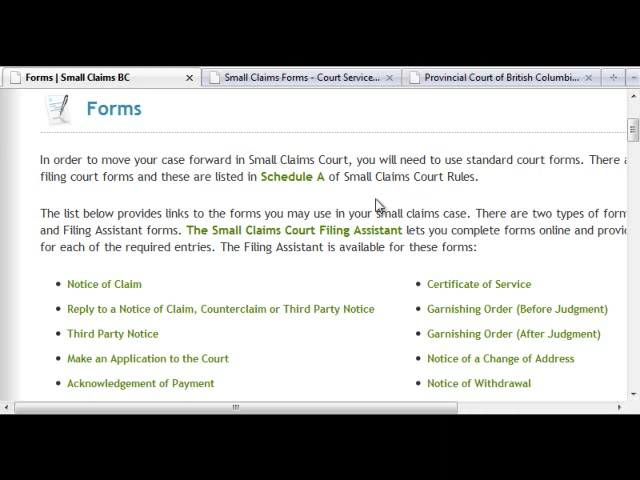 Forms | Small Claims BC
Small Claims Forms - Court Service...
Provincial Court of British Columbi...
Forms
In order to move your case forward in Small Claims Court, you will need to use standard court forms. There a
filing court forms and these are listed in Schedule A of Small Claims Court Rules.
The list below provides links to the forms you may use in your small claims case. There are two types of form
and Filing Assistant forms. The Small Claims Court Filing Assistant lets you complete forms online and provid
for each of the required entries. The Filing Assistant is available for these forms:
Notice of Claim
Reply to a Notice of Claim, Counterclaim or Third Party Notice
Third Party Notice
Make an Application to the Court
Acknowledgement of Payment
Certificate of Service
Garnishing Order (Before Judgment)
Garnishing Order (After Judgment)
Notice of a Change of Address
Notice of Withdrawal